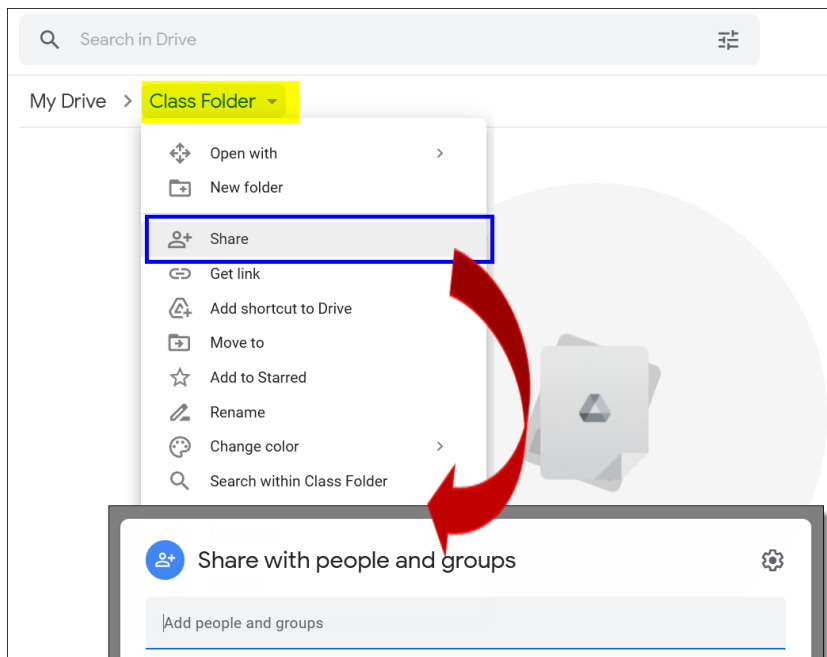 Search in Drive
My Drive > Class Folder
Open with
New folder
Share
Get link
Add shortcut to Drive
Move to
Add to Starred
Rename
Change color
Search within Class Folder
Share with people and groups
Add people and groups